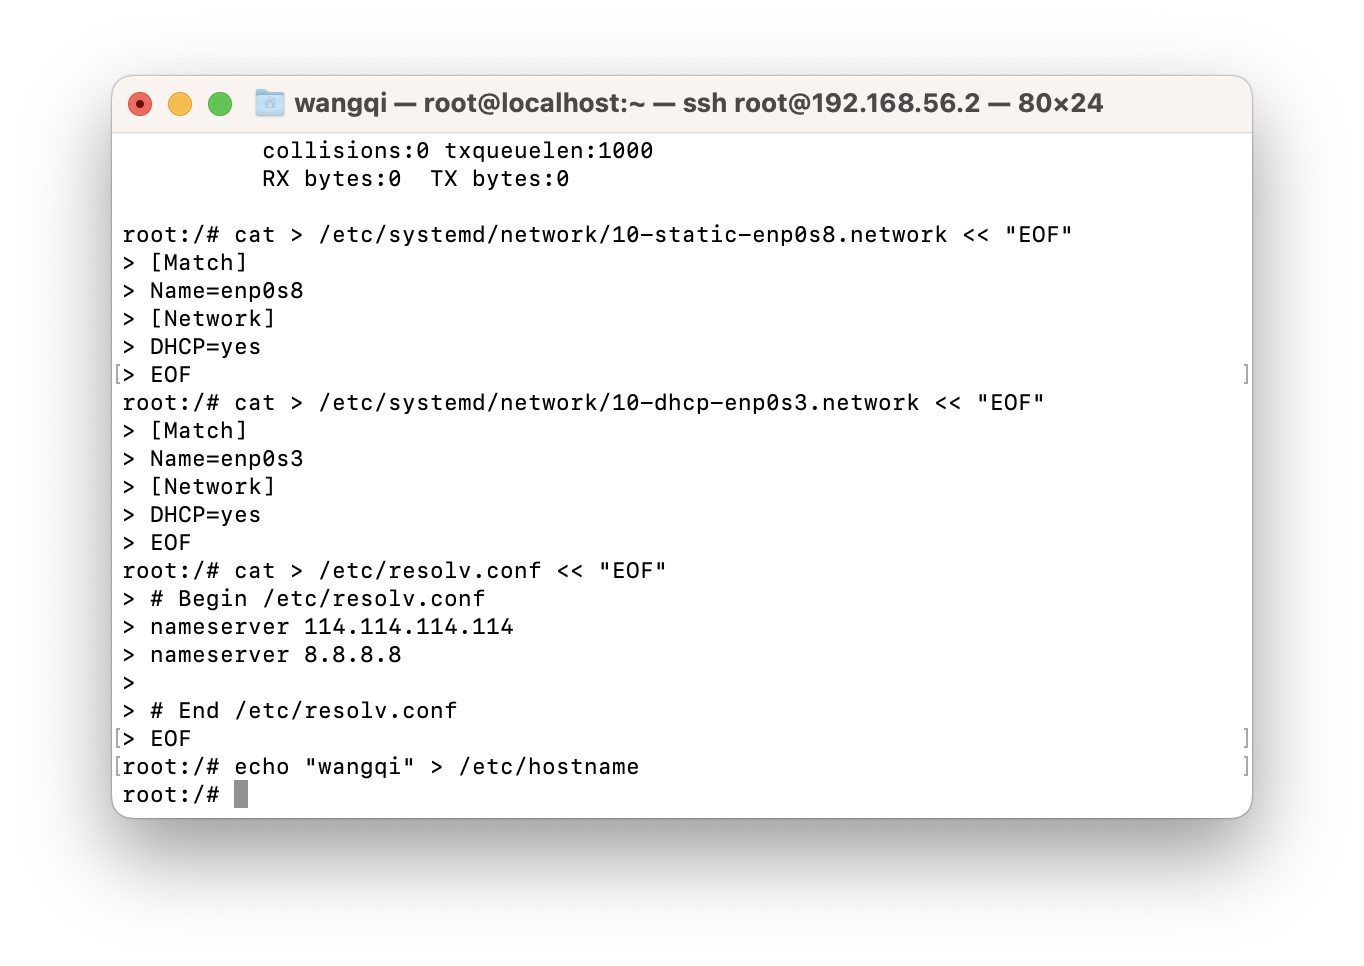 wangqi — root@localhost:~ — ssh root@192.168.56.2 — 80×24
collisions:0 txqueuelen:1000
RX bytes:0  TX bytes:0
root:/# cat > /etc/systemd/network/10-static-enp0s8.network << "EOF"
> [Match]
> Name=enp0s8
> [Network]
> DHCP=yes
[> EOF ]
root:/# cat > /etc/systemd/network/10-dhcp-enp0s3.network << "EOF"
> [Match]
> Name=enp0s3
> [Network]
> DHCP=yes
> EOF
root:/# cat > /etc/resolv.conf << "EOF"
> # Begin /etc/resolv.conf
> nameserver 114.114.114.114
> nameserver 8.8.8.8
>
> # End /etc/resolv.conf
[> EOF ]
[root:/# echo "wangqi" > /etc/hostname ]
root:/#